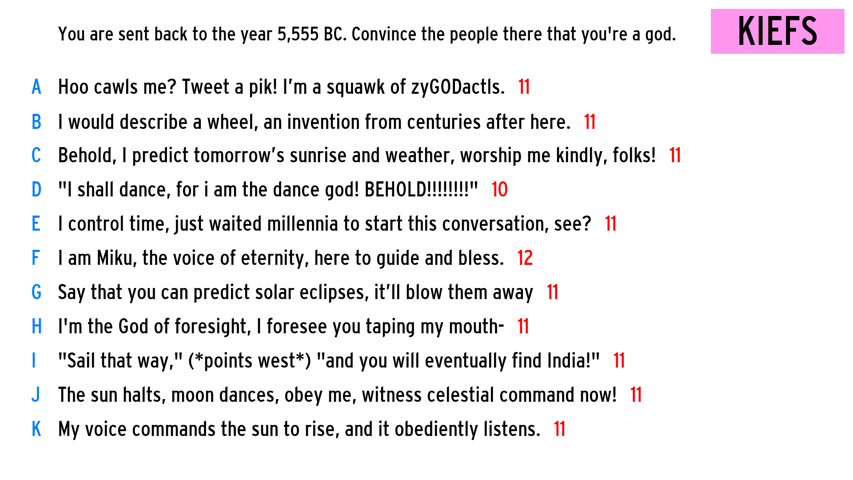 You are sent back to the year 5,555 BC. Convince the people there that you're a god.
KIEFS
A Hoo cawls me? Tweet a pik! I'm a squawk of zyGODactls. 11
B I would describe a wheel, an invention from centuries after here. 11
C Behold, I predict tomorrow's sunrise and weather, worship me kindly, folks! 11
D "I shall dance, for i am the dance god! BEHOLD!!!!!!!!" 10
E I control time, just waited millennia to start this conversation, see? 11
F I am Miku, the voice of eternity, here to guide and bless. 12
G Say that you can predict solar eclipses, it'll blow them away 11
H I'm the God of foresight, I foresee you taping my mouth- 11
I "Sail that way," (*points west*) "and you will eventually find India!" 11
J The sun halts, moon dances, obey me, witness celestial command now! 11
K My voice commands the sun to rise, and it obediently listens. 11